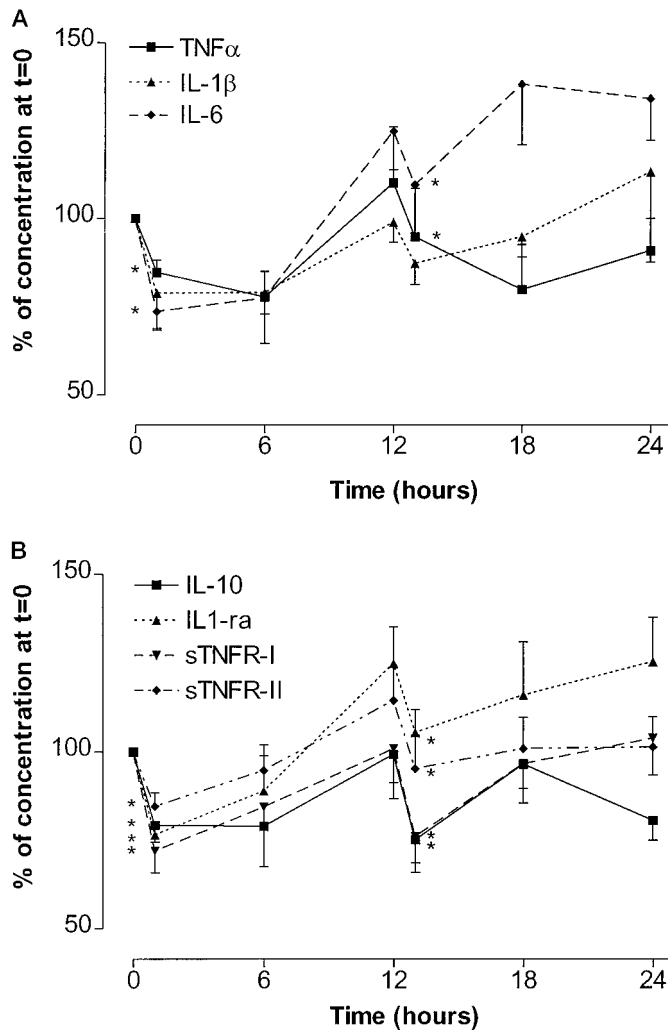 A
150
TNFα
IL-1β
IL-6
% of concentration at t=0
100
*
*
*
*
50
0 6 12 18 24
Time (hours)
B
150
IL-10
IL1-ra
sTNFR-I
sTNFR-II
% of concentration at t=0
100
*
*
*
*
*
*
*
*
50
0 6 12 18 24
Time (hours)